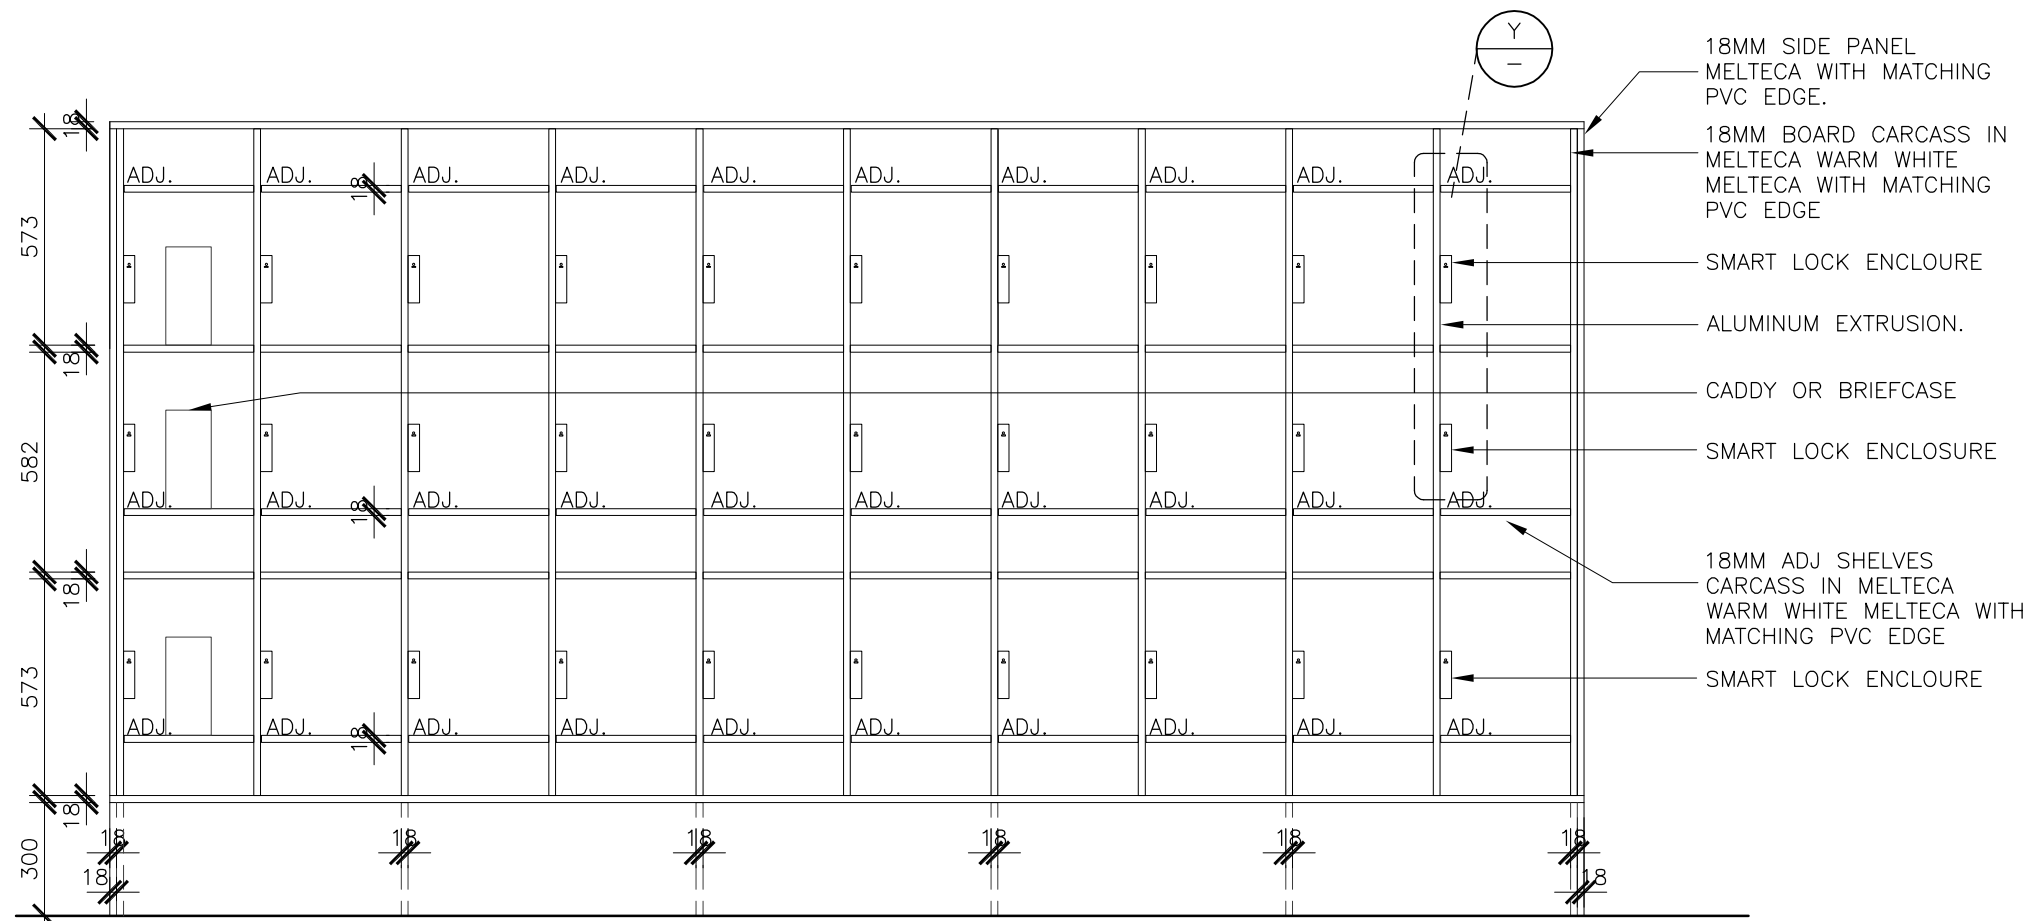 Y
–
18MM SIDE PANEL
MELTECA WITH MATCHING
PVC EDGE.
18MM BOARD CARCASS IN
MELTECA WARM WHITE
MELTECA WITH MATCHING
PVC EDGE
SMART LOCK ENCLOURE
ALUMINUM EXTRUSION.
CADDY OR BRIEFCASE
SMART LOCK ENCLOSURE
18MM ADJ SHELVES
CARCASS IN MELTECA
WARM WHITE MELTECA WITH
MATCHING PVC EDGE
SMART LOCK ENCLOURE
18
ADJ. ADJ. 18 ADJ. ADJ. ADJ. ADJ. ADJ. ADJ. ADJ. ADJ.
573
18
582
ADJ. ADJ. 18 ADJ. ADJ. ADJ. ADJ. ADJ. ADJ. ADJ. ADJ.
18
573
ADJ. ADJ. 18 ADJ. ADJ. ADJ. ADJ. ADJ. ADJ. ADJ. ADJ.
18
300
18 18 18 18 18 18
18 18